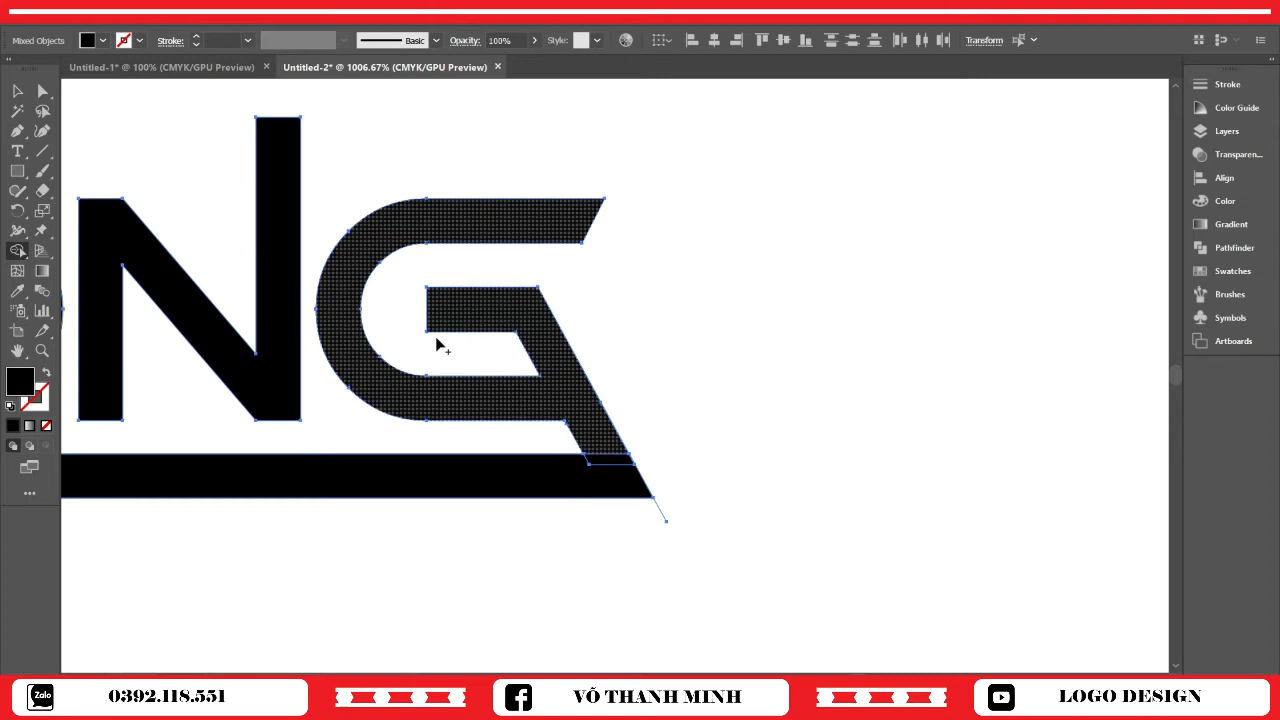 Mixed Objects Stroke: Basic Opacity: 100% Style: Transform
Untitled-1* @ 100% (CMYK/GPU Preview) Untitled-2* @ 1006.67% (CMYK/GPU Preview)
Stroke
Color Guide
Layers
Transparen...
Align
Color
Gradient
Pathfinder
Swatches
Brushes
Symbols
Artboards
NG
Zalo 0392.118.551 VÕ THANH MINH LOGO DESIGN